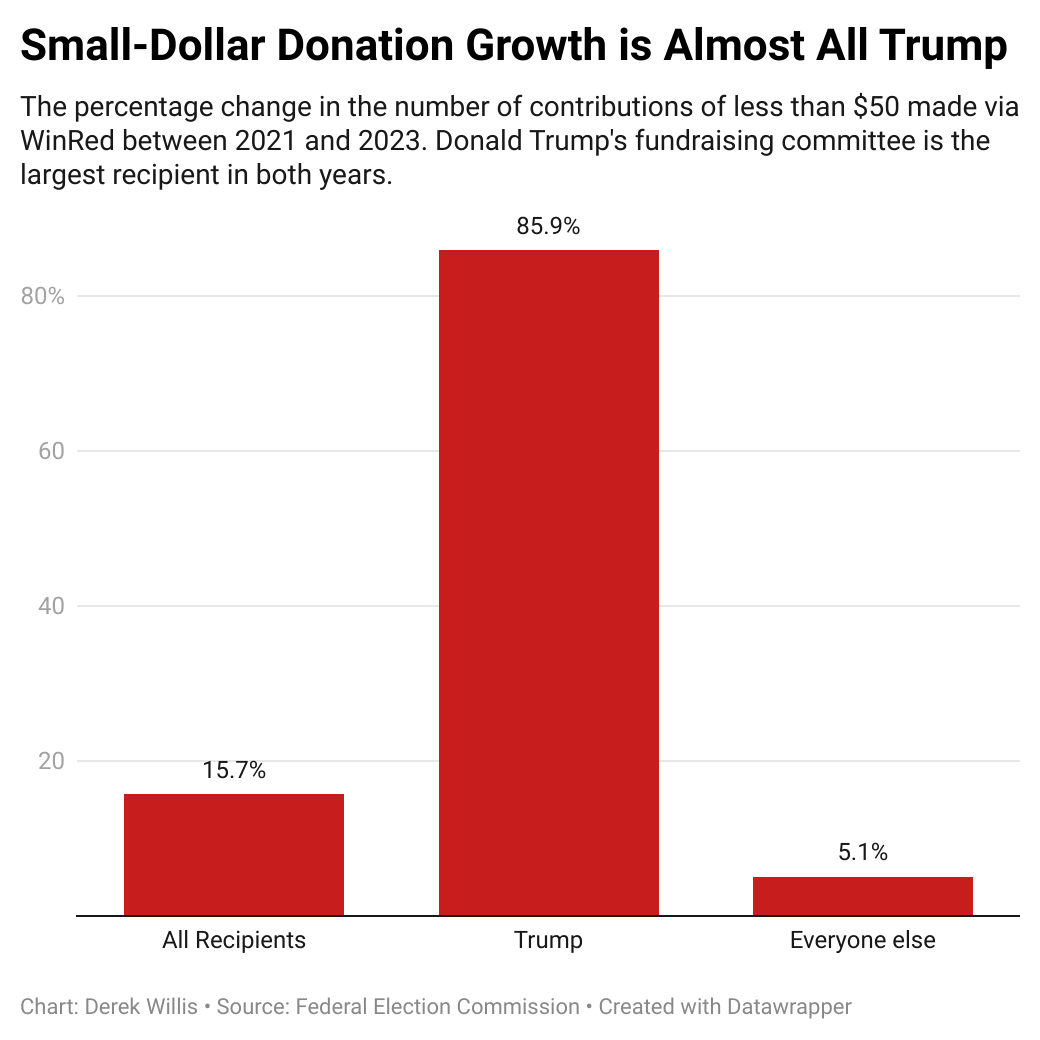 Small-Dollar Donation Growth is Almost All Trump
The percentage change in the number of contributions of less than $50 made via
WinRed between 2021 and 2023. Donald Trump's fundraising committee is the
largest recipient in both years.
85.9%
80%
60
40
20
15.7%
5.1%
All Recipients
Trump
Everyone else
Chart: Derek Willis • Source: Federal Election Commission • Created with Datawrapper